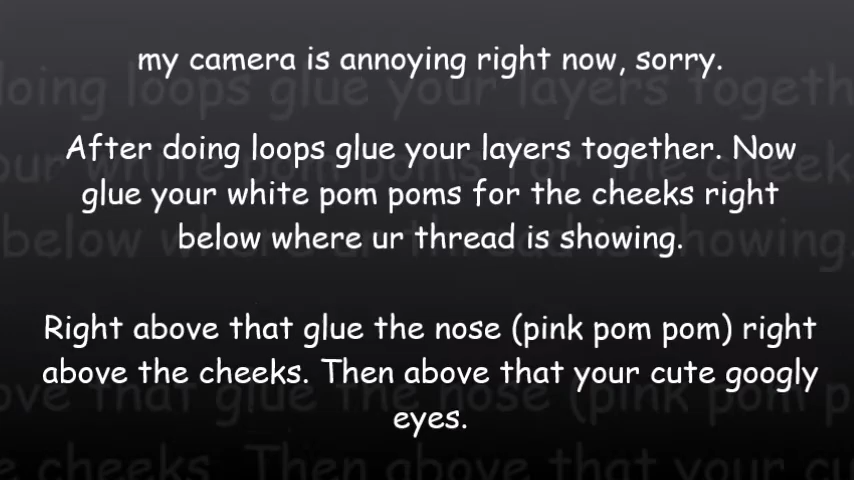 my camera is annoying right now, sorry.
After doing loops glue your layers together. Now
glue your white pom poms for the cheeks right
below where ur thread is showing.
Right above that glue the nose (pink pom pom) right
above the cheeks. Then above that your cute googly
eyes.